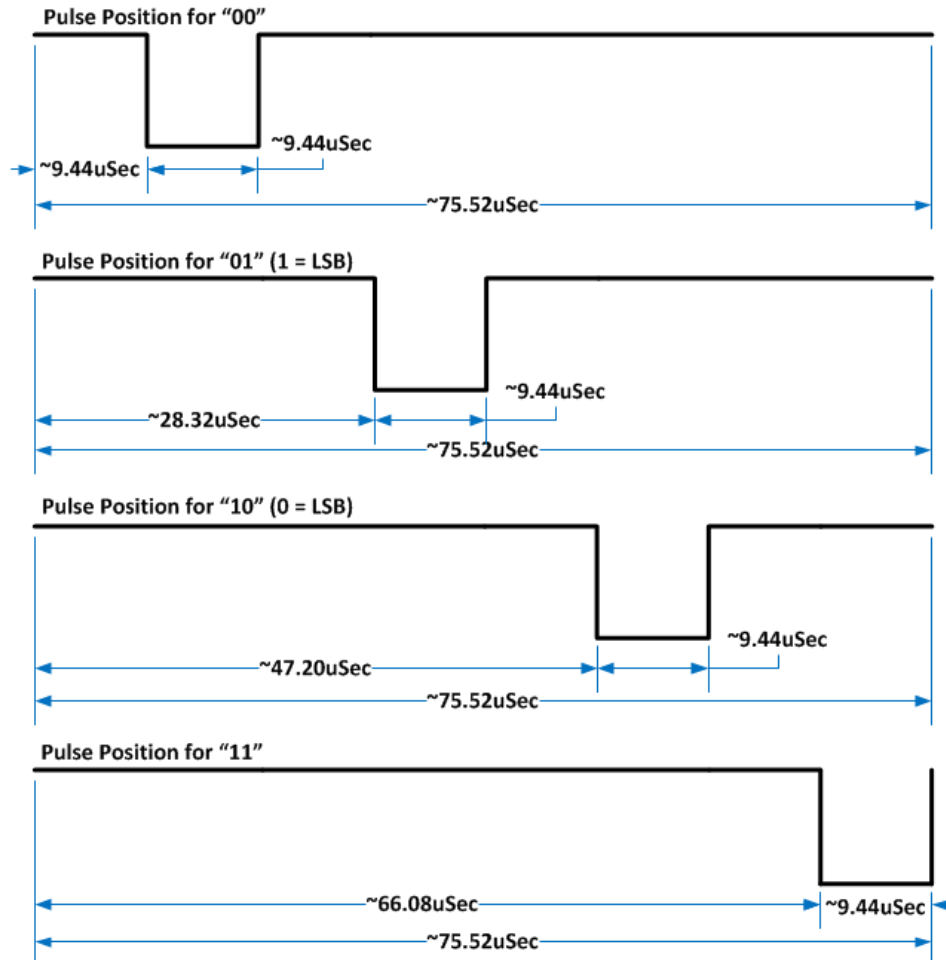 Pulse Position for “00”
~9.44uSec
~9.44uSec
~75.52uSec
Pulse Position for “01” (1 = LSB)
~9.44uSec
~28.32uSec
~75.52uSec
Pulse Position for “10” (0 = LSB)
~9.44uSec
~47.20uSec
~75.52uSec
Pulse Position for “11”
~66.08uSec
~9.44uSec
~75.52uSec